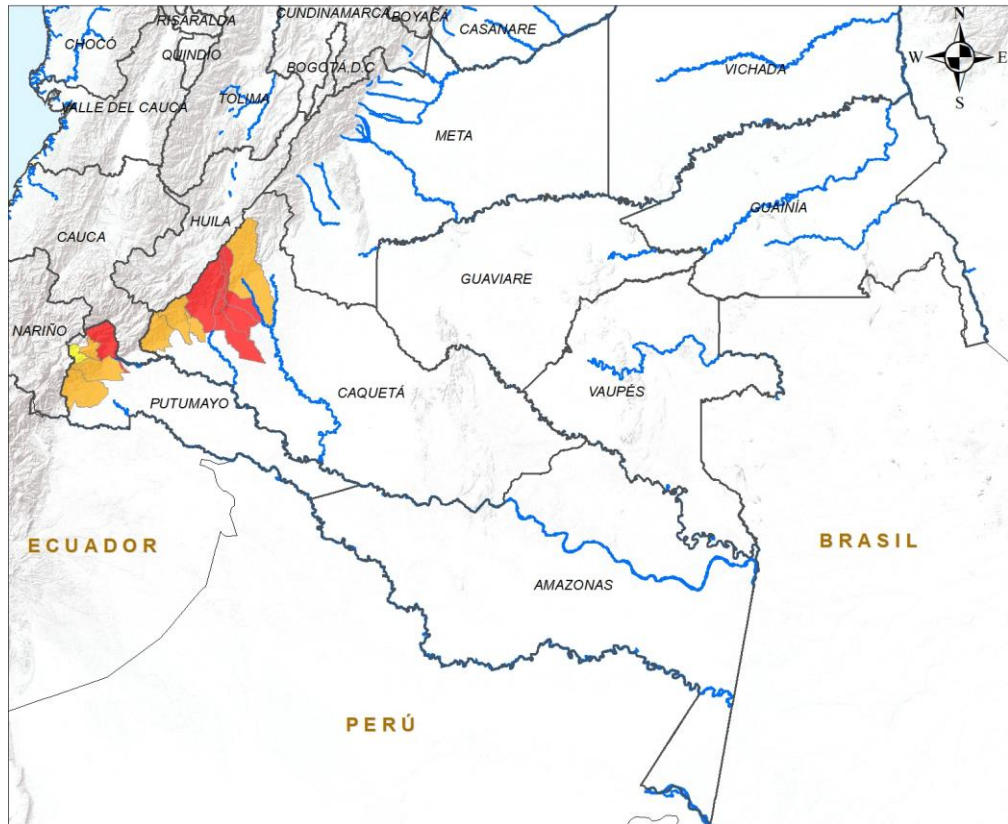 RISARALDA
CUNDINAMARCA
BOYACÁ
CASANARE
N
CHOCÓ
QUINDÍO
BOGOTÁ D.C
W
E
VICHADA
S
VALLE DEL CAUCA
TOLIMA
META
HUILA
GUAINÍA
CAUCA
GUAVIARE
NARIÑO
CAQUETÁ
VAUPÉS
PUTUMAYO
ECUADOR
BRASIL
AMAZONAS
PERÚ